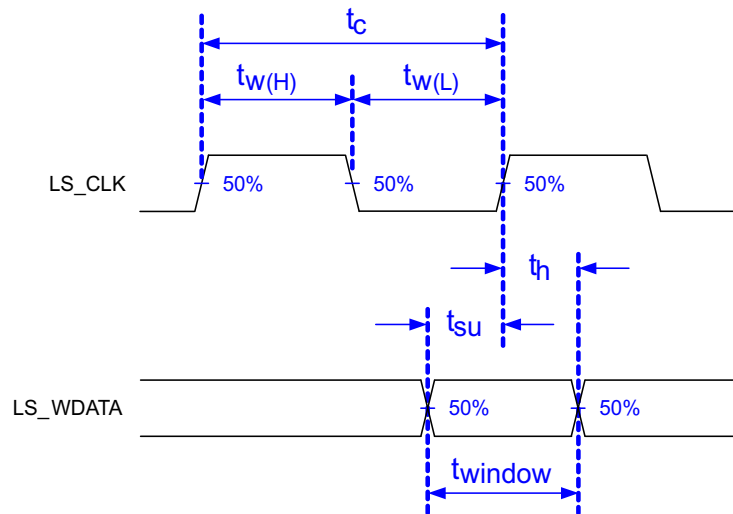 tc
tw(H) tw(L)
LS_CLK 50% 50% 50%
th
tsu
LS_WDATA 50% 50%
twindow